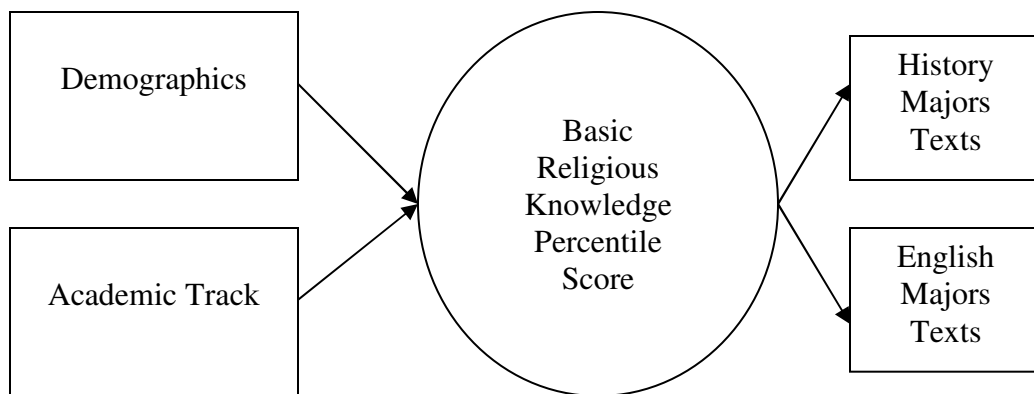 Demographics
Academic Track
Basic
Religious
Knowledge
Percentile
Score
History
Majors
Texts
English
Majors
Texts